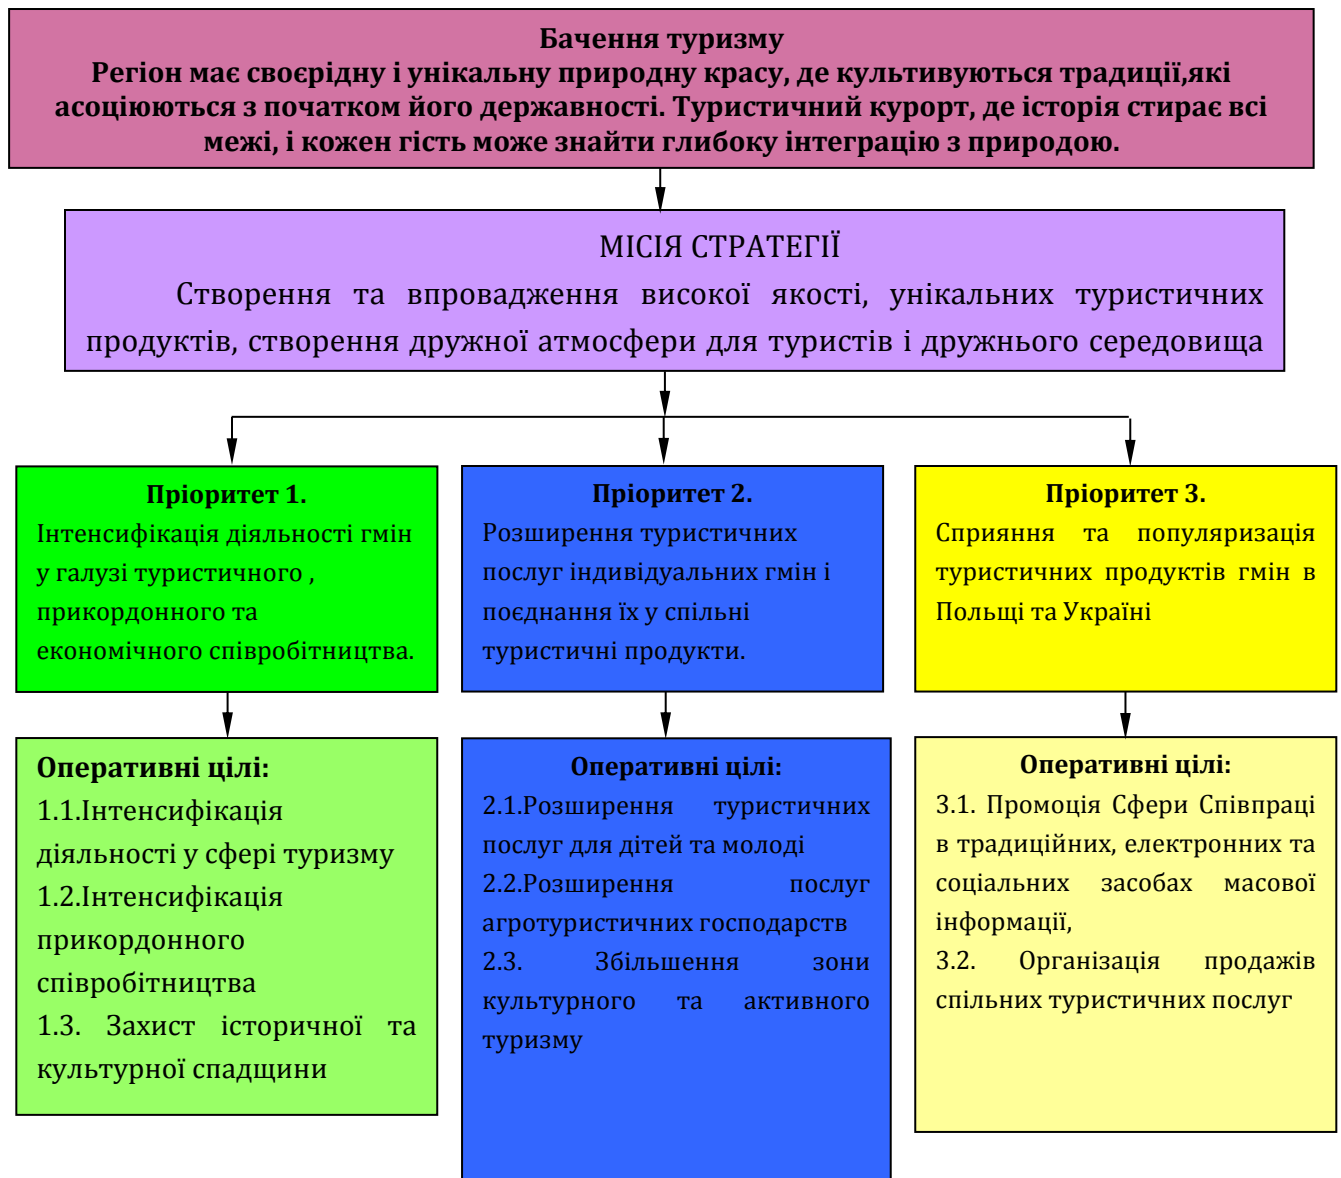 Бачення туризму
Регіон має своєрідну і унікальну природну красу, де культивуються традиції,які
асоціюються з початком його державності. Туристичний курорт, де історія стирає всі
межі, і кожен гість може знайти глибоку інтеграцію з природою.
МІСІЯ СТРАТЕГІЇ
Створення та впровадження високої якості, унікальних туристичних
продуктів, створення дружної атмосфери для туристів і дружнього середовища
Пріоритет 1.
Інтенсифікація діяльності гмін
у галузі туристичного ,
прикордонного та
економічного співробітництва.
Пріоритет 2.
Розширення туристичних
послуг індивідуальних гмін і
поєднання їх у спільні
туристичні продукти.
Пріоритет 3.
Сприяння та популяризація
туристичних продуктів гмін в
Польщі та Україні
Оперативні цілі:
1.1.Інтенсифікація
діяльності у сфері туризму
1.2.Інтенсифікація
прикордонного
співробітництва
1.3. Захист історичної та
культурної спадщини
Оперативні цілі:
2.1.Розширення туристичних
послуг для дітей та молоді
2.2.Розширення послуг
агротуристичних господарств
2.3. Збільшення зони
культурного та активного
туризму
Оперативні цілі:
3.1. Промоція Сфери Співпраці
в традиційних, електронних та
соціальних засобах масової
інформації,
3.2. Організація продажів
спільних туристичних послуг